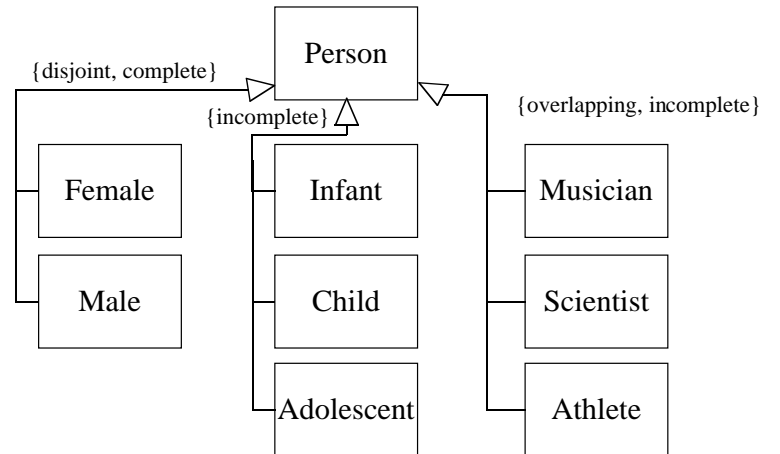 Person
{disjoint, complete}
{incomplete}
{overlapping, incomplete}
Female
Infant
Musician
Male
Child
Scientist
Adolescent
Athlete